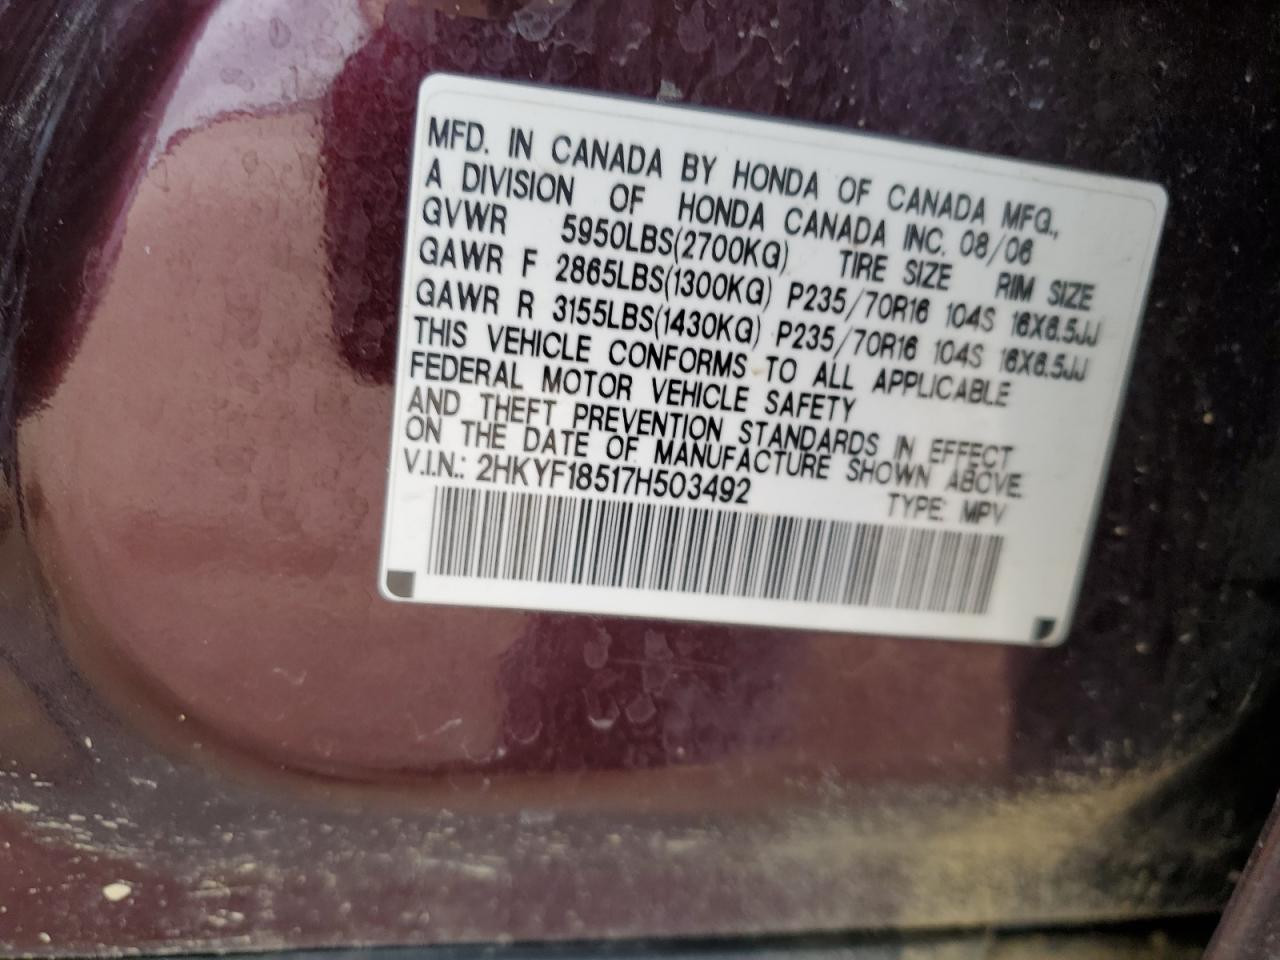 MFD. IN CANADA BY HONDA OF CANADA MFG.,
A DIVISION OF HONDA CANADA INC. 08/06
GVWR 5950LBS(2700KG) TIRE SIZE RIM SIZE
GAWR F 2865LBS(1300KG) P235/70R16 104S 16X6.5JJ
GAWR R 3155LBS(1430KG) P235/70R16 104S 16X6.5JJ
THIS VEHICLE CONFORMS TO ALL APPLICABLE
FEDERAL MOTOR VEHICLE SAFETY
AND THEFT PREVENTION STANDARDS IN EFFECT
ON THE DATE OF MANUFACTURE SHOWN ABOVE.
V.I.N.: 2HKYF18517H503492 TYPE: MPV